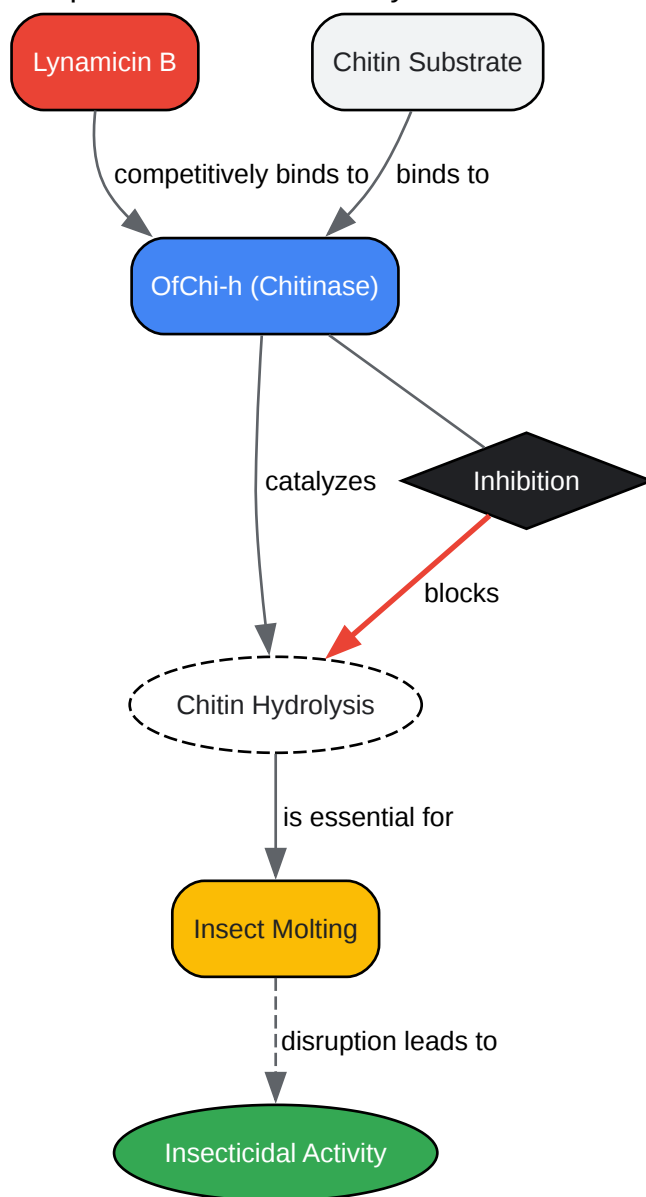 Lynamicin B
Chitin Substrate
competitively binds to
binds to
OfChi-h (Chitinase)
catalyzes
Inhibition
blocks
Chitin Hydrolysis
is essential for
Insect Molting
disruption leads to
Insecticidal Activity